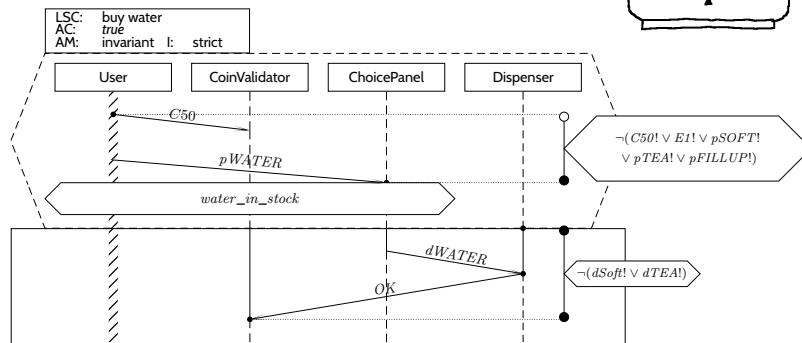 LSC: buy water
AC: true
AM: invariant I: strict
User CoinValidator ChoicePanel Dispenser
C50
¬(C50! ∨ E1! ∨ pSOFT!
∨ pTEA! ∨ pFILLUP!)
pWATER
water_in_stock
dWATER
¬(dSoft! ∨ dTEA!)
OK